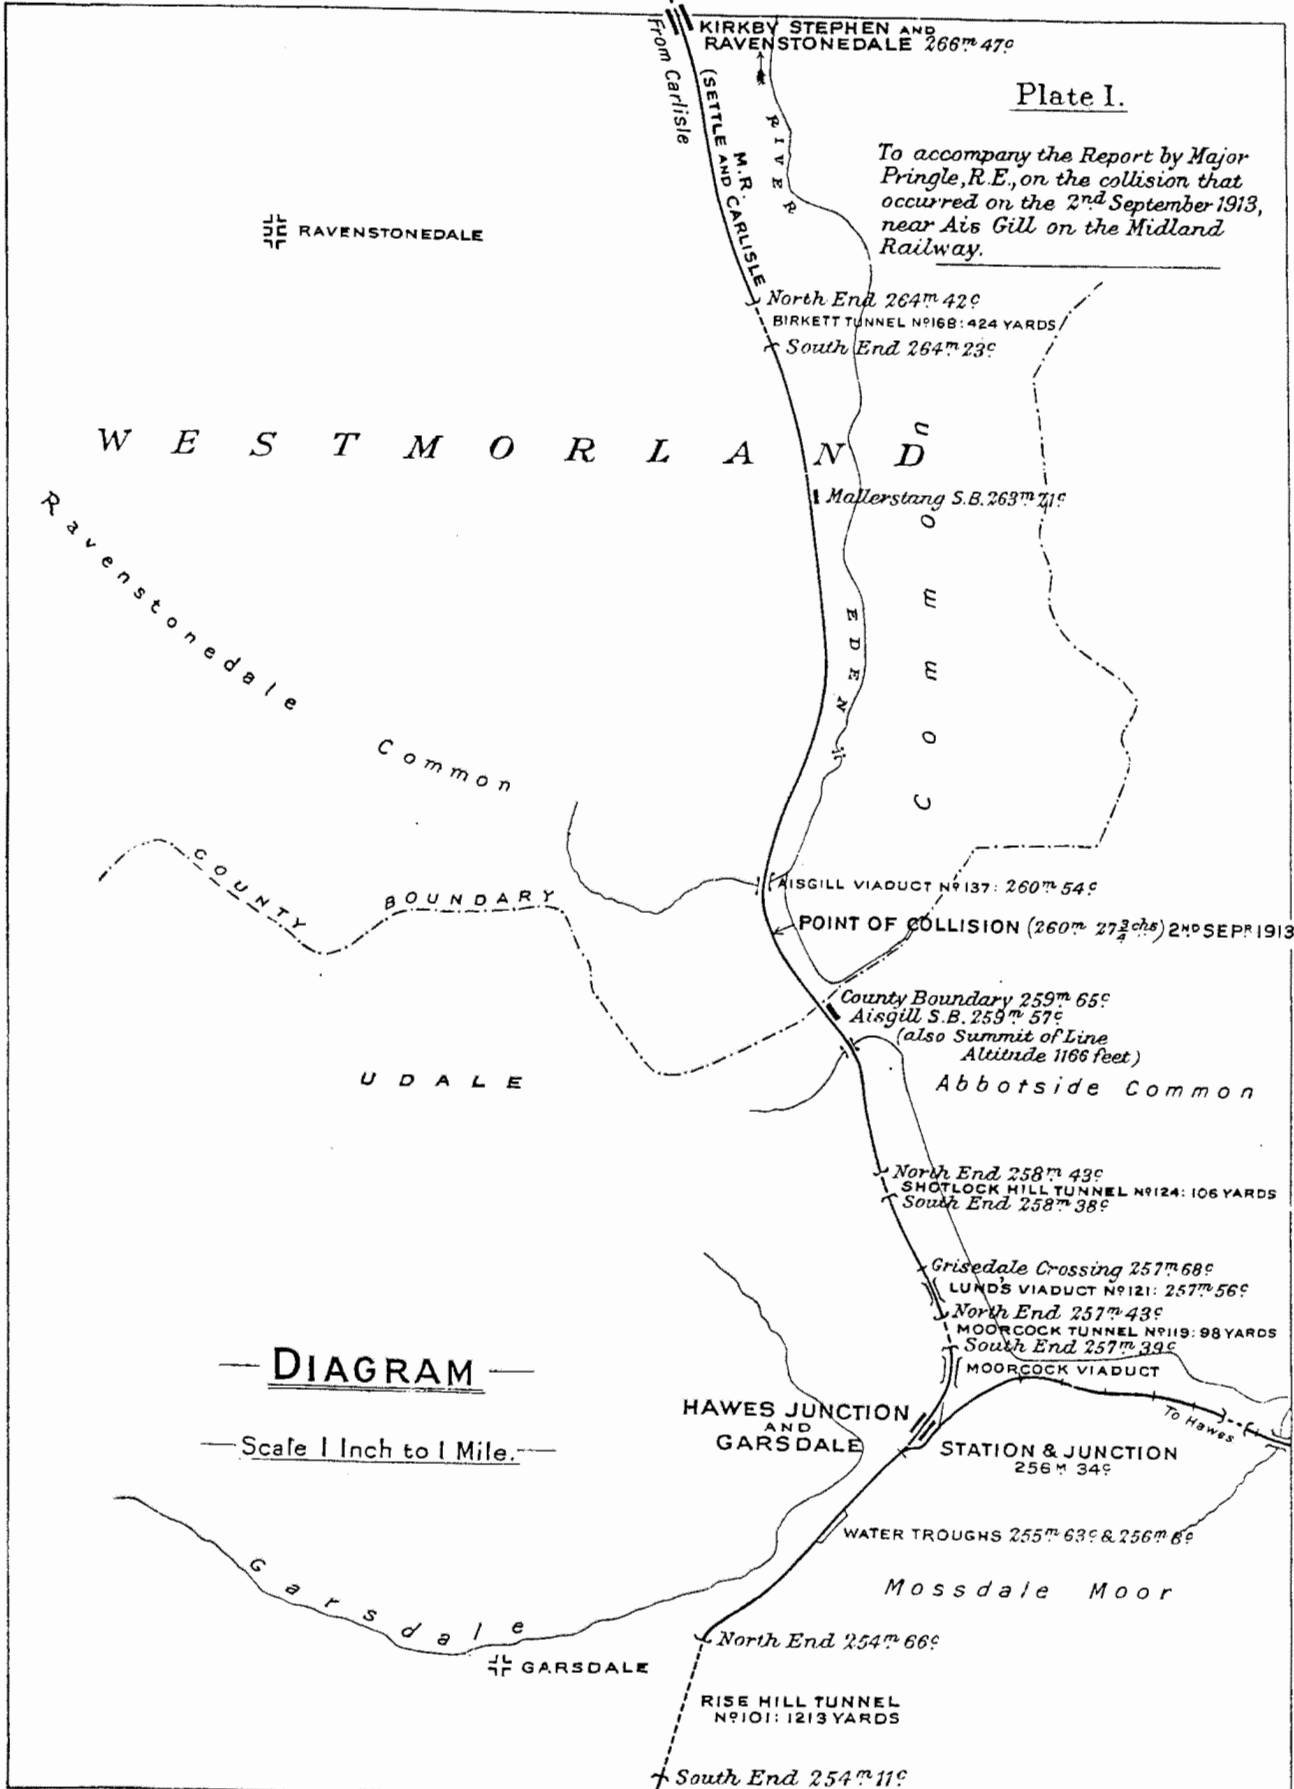 KIRKBY STEPHEN AND
RAVENSTONEDALE 266ᵐ 47ᶜ
From Carlisle
(SETTLE AND CARLISLE
M.R.
RIVER
Plate I.
To accompany the Report by Major
Pringle, R.E., on the collision that
occurred on the 2nd September 1913,
near Ais Gill on the Midland
Railway.
RAVENSTONEDALE
North End 264ᵐ 42ᶜ
BIRKETT TUNNEL Nº168: 424 YARDS
South End 264ᵐ 23ᶜ
WESTMORLAND
Mallerstang S.B. 263ᵐ 71ᶜ
Ravenstonedale
Common
Common
EDEN
COUNTY
BOUNDARY
AISGILL VIADUCT Nº 137: 260ᵐ 54ᶜ
POINT OF COLLISION (260ᵐ 27¾ chs) 2ND SEPR 1913
County Boundary 259ᵐ 65ᶜ
Aisgill S.B. 259ᵐ 57ᶜ
(also Summit of Line
Altitude 1166 feet)
UDALE
Abbotside Common
North End 258ᵐ 43ᶜ
SHOTLOCK HILL TUNNEL Nº124: 106 YARDS
South End 258ᵐ 38ᶜ
Grisedale Crossing 257ᵐ 68ᶜ
LUND'S VIADUCT Nº121: 257ᵐ 56ᶜ
North End 257ᵐ 43ᶜ
MOORCOCK TUNNEL Nº119: 98 YARDS
South End 257ᵐ 39ᶜ
MOORCOCK VIADUCT
— DIAGRAM —
— Scale 1 Inch to 1 Mile. —
HAWES JUNCTION
AND
GARSDALE
To Hawes
STATION & JUNCTION
256ᴹ 34ᶜ
WATER TROUGHS 255ᵐ 63ᶜ & 256ᵐ 6ᶜ
Mossdale Moor
Garsdale
North End 254ᵐ 66ᶜ
GARSDALE
RISE HILL TUNNEL
Nº101: 1213 YARDS
South End 254ᵐ 11ᶜ